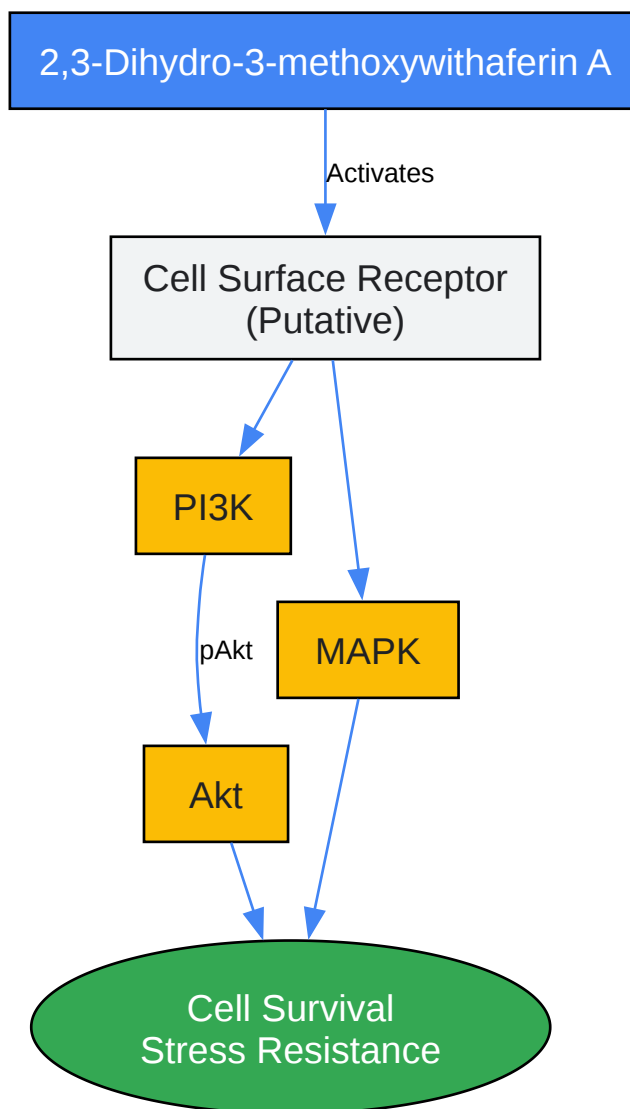 2,3-Dihydro-3-methoxywithaferin A
Activates
Cell Surface Receptor
(Putative)
PI3K
pAkt
MAPK
Akt
Cell Survival
Stress Resistance